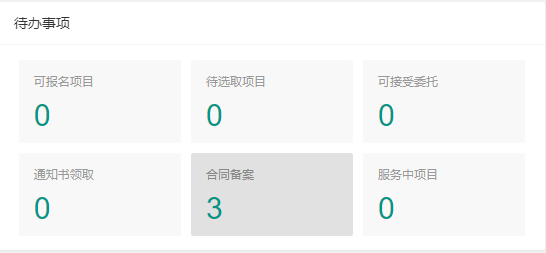 待办事项
可报名项目 待选取项目 可接受委托
0 0 0
通知书领取 合同备案 服务中项目
0 3 0